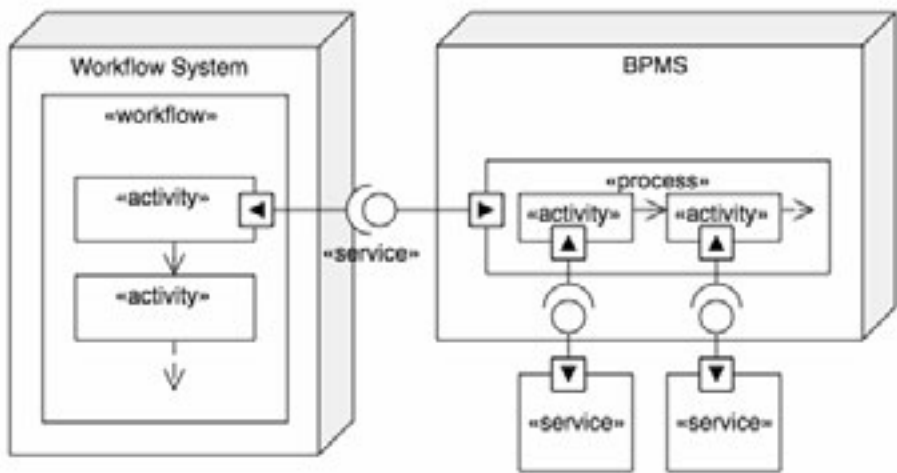 Workflow System
«workflow»
«activity»
«activity»
«service»
BPMS
«process»
«activity»
«activity»
«service»
«service»